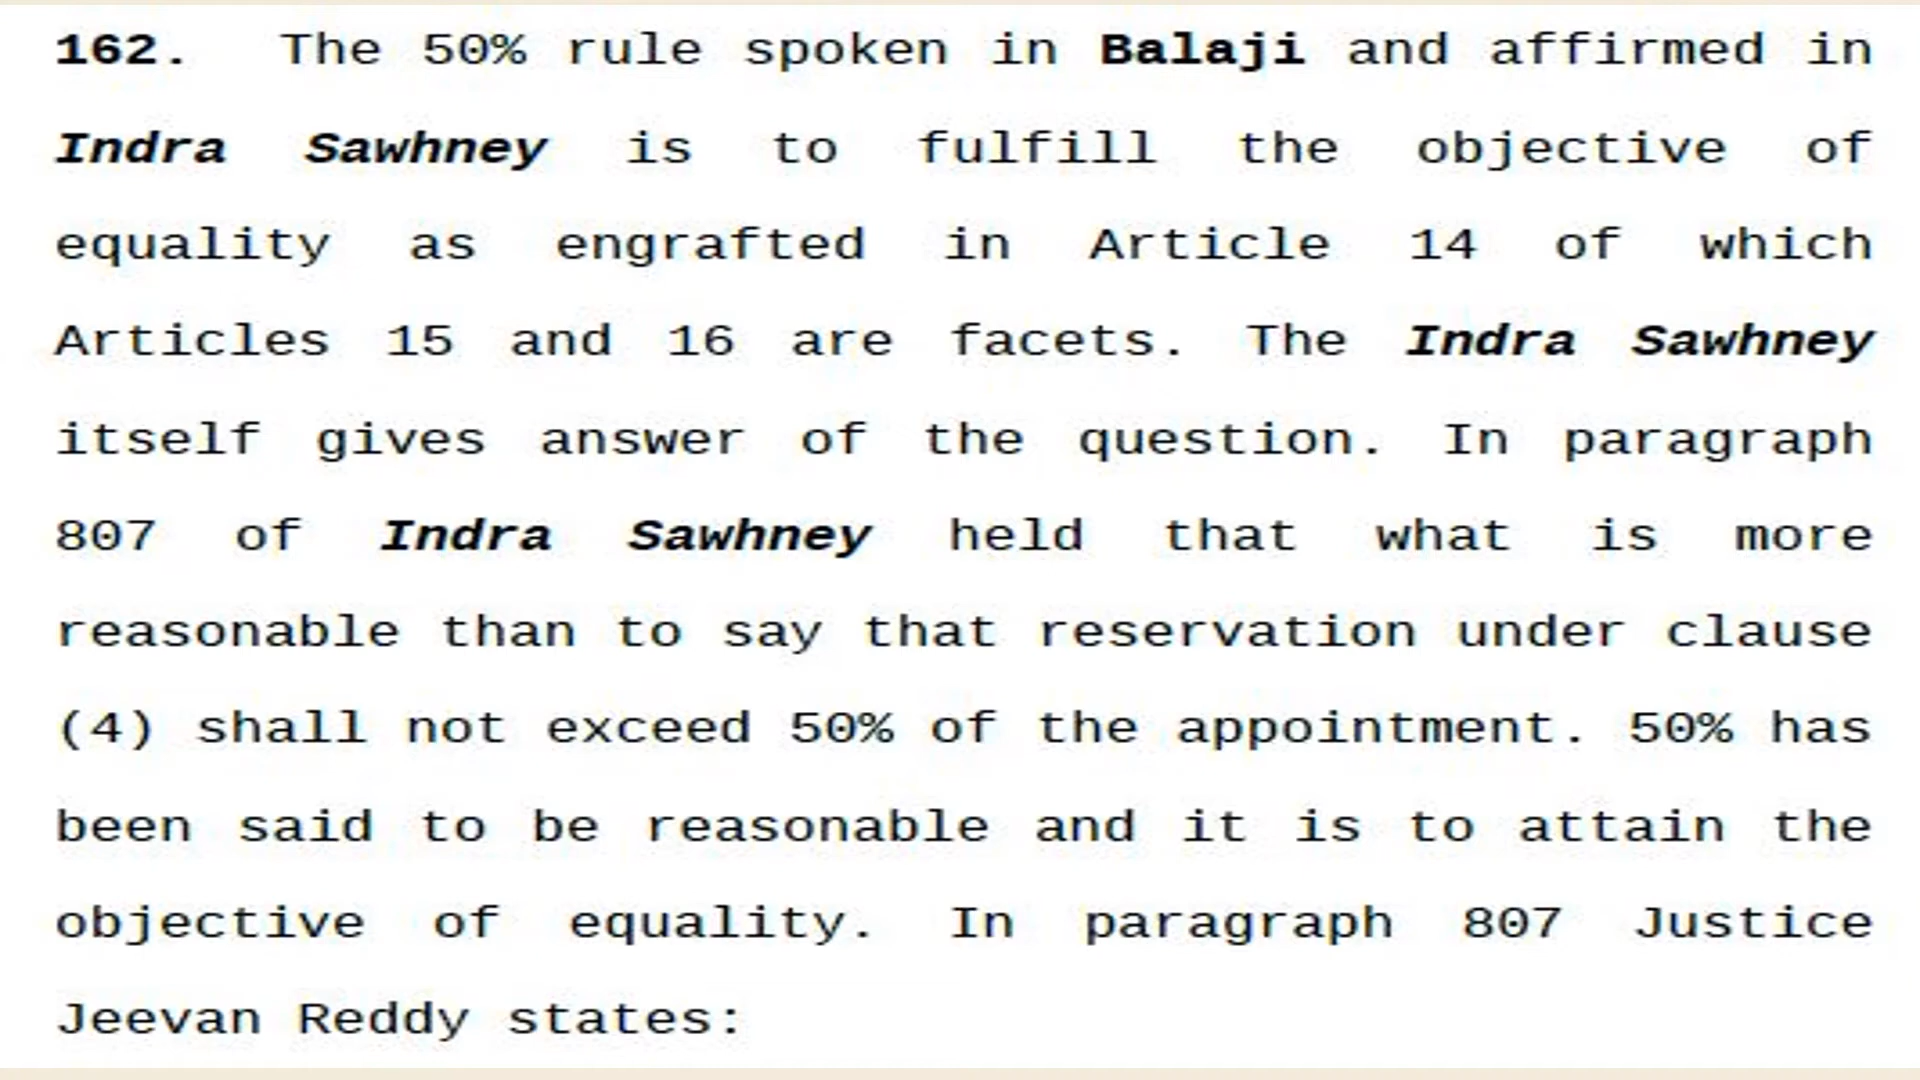 162. The 50% rule spoken in Balaji and affirmed in
Indra Sawhney is to fulfill the objective of
equality as engrafted in Article 14 of which
Articles 15 and 16 are facets. The Indra Sawhney
itself gives answer of the question. In paragraph
807 of Indra Sawhney held that what is more
reasonable than to say that reservation under clause
(4) shall not exceed 50% of the appointment. 50% has
been said to be reasonable and it is to attain the
objective of equality. In paragraph 807 Justice
Jeevan Reddy states: